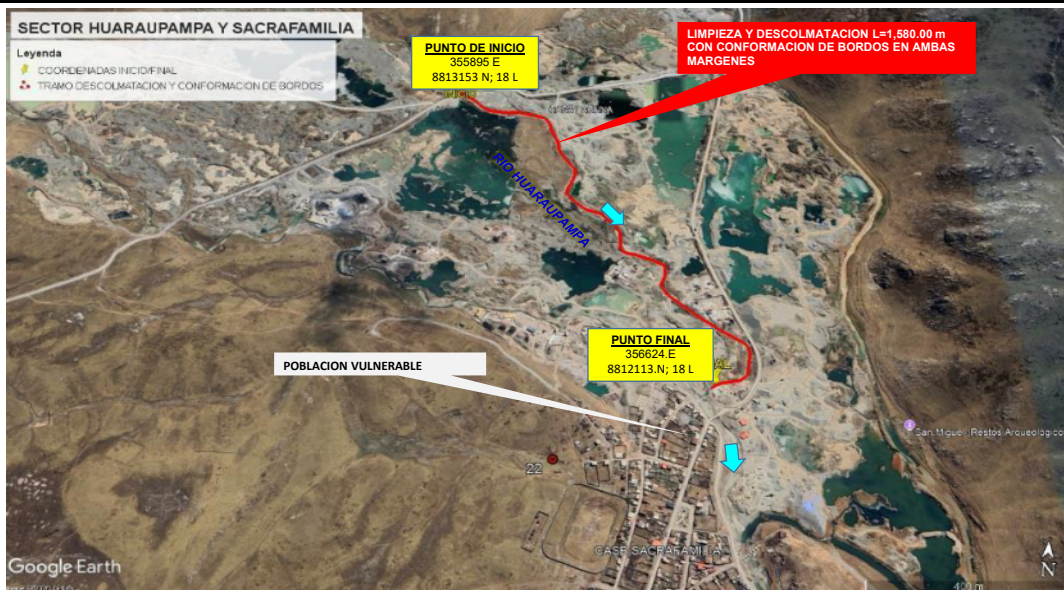 SECTOR HUARAUPAMPA Y SACRAFAMILIA
Leyenda
COORDENADAS INICIO/FINAL
TRAMO DESCOLMATACION Y CONFORMACION DE BORDOS
PUNTO DE INICIO
355895 E
8813153 N; 18 L
LIMPIEZA Y DESCOLMATACION L=1,580.00 m
CON CONFORMACION DE BORDOS EN AMBAS
MARGENES
RIO HUARAUPAMPA
PUNTO FINAL
356624.E
8812113.N; 18 L
POBLACION VULNERABLE
San Miguel: Restos Arqueológico
22
CASE SACRAFAMILIA
Google Earth
400 m
N